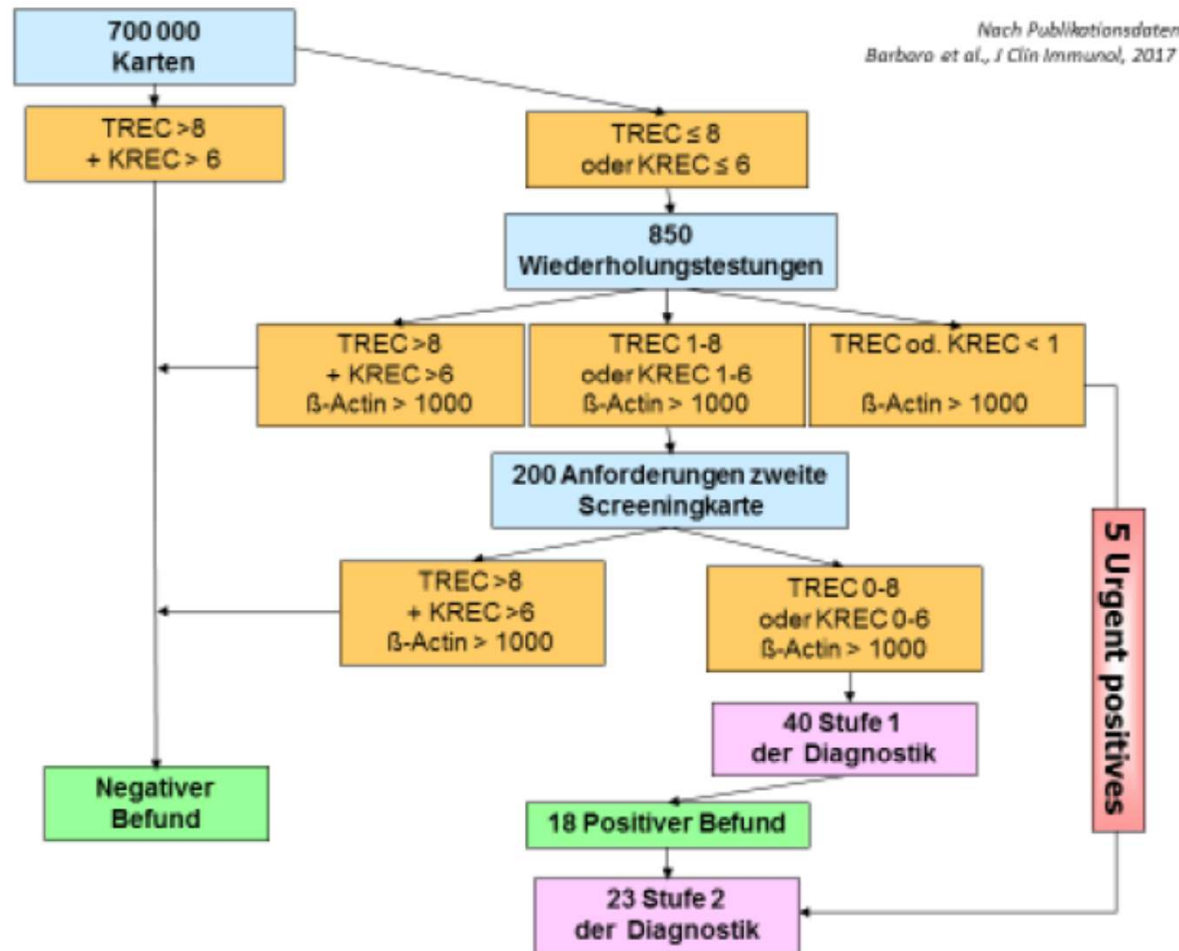 700 000
Karten
Nach Publikationsdaten
Barbaro et al., J Clin Immunol, 2017
TREC >8
+ KREC > 6
TREC ≤ 8
oder KREC ≤ 6
850
Wiederholungstestungen
TREC >8
+ KREC >6
ß-Actin > 1000
TREC 1-8
oder KREC 1-6
ß-Actin > 1000
TREC od. KREC < 1
ß-Actin > 1000
200 Anforderungen zweite
Screeningkarte
TREC >8
+ KREC >6
ß-Actin > 1000
TREC 0-8
oder KREC 0-6
ß-Actin > 1000
5 Urgent positives
40 Stufe 1
der Diagnostik
Negativer
Befund
18 Positiver Befund
23 Stufe 2
der Diagnostik